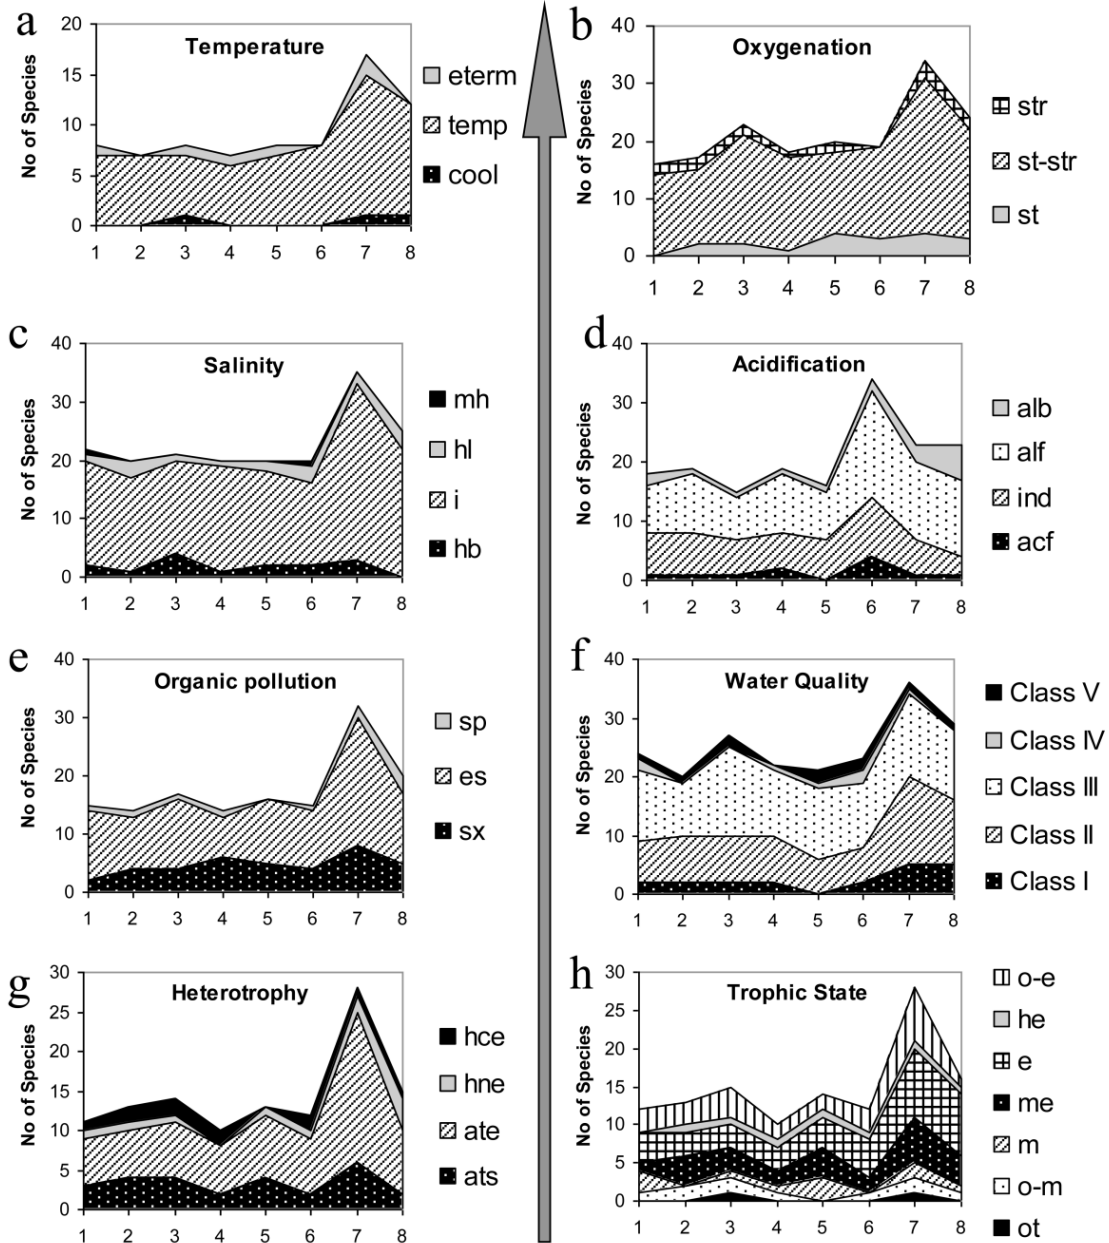 a
Temperature
No of Species
20
15
10
5
0
1 2 3 4 5 6 7 8
eterm
temp
cool
b
Oxygenation
No of Species
40
30
20
10
0
1 2 3 4 5 6 7 8
str
st-str
st
c
Salinity
No of Species
40
30
20
10
0
1 2 3 4 5 6 7 8
mh
hl
i
hb
d
Acidification
No of Species
40
30
20
10
0
1 2 3 4 5 6 7 8
alb
alf
ind
acf
e
Organic pollution
No of Species
40
30
20
10
0
1 2 3 4 5 6 7 8
sp
es
sx
f
Water Quality
No of Species
40
30
20
10
0
1 2 3 4 5 6 7 8
Class V
Class IV
Class III
Class II
Class I
g
Heterotrophy
No of Species
30
25
20
15
10
5
0
1 2 3 4 5 6 7 8
hce
hne
ate
ats
h
Trophic State
No of Species
30
25
20
15
10
5
0
1 2 3 4 5 6 7 8
o-e
he
e
me
m
o-m
ot